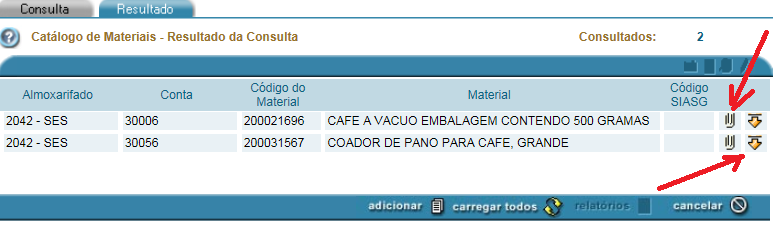 Consulta Resultado
? Catálogo de Materiais - Resultado da Consulta Consultados: 2
Almoxarifado Conta Código do Material Material Código SIASG
2042 - SES 30006 200021696 CAFE A VACUO EMBALAGEM CONTENDO 500 GRAMAS
2042 - SES 30056 200031567 COADOR DE PANO PARA CAFE, GRANDE
adicionar carregar todos relatórios cancelar